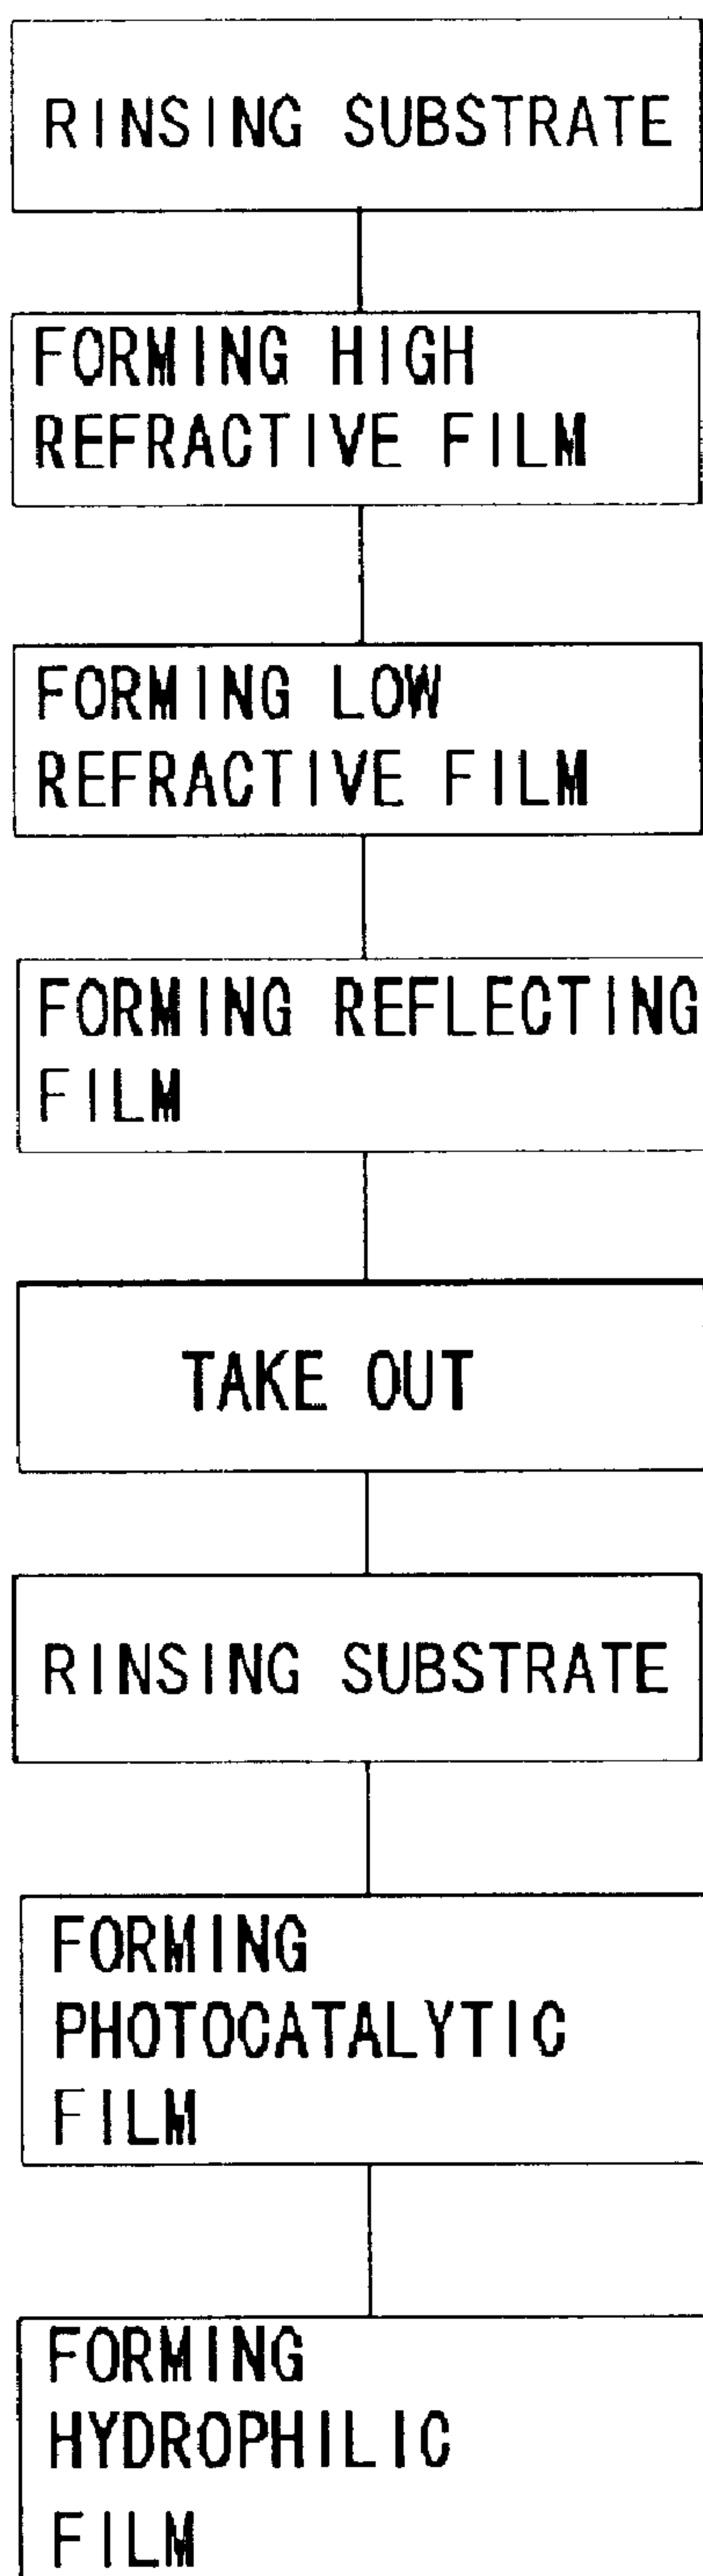 RINSING SUBSTRATE
FORMING HIGH
REFRACTIVE FILM
FORMING LOW
REFRACTIVE FILM
FORMING REFLECTING
FILM
TAKE OUT
RINSING SUBSTRATE
FORMING
PHOTOCATALYTIC
FILM
FORMING
HYDROPHILIC
FILM